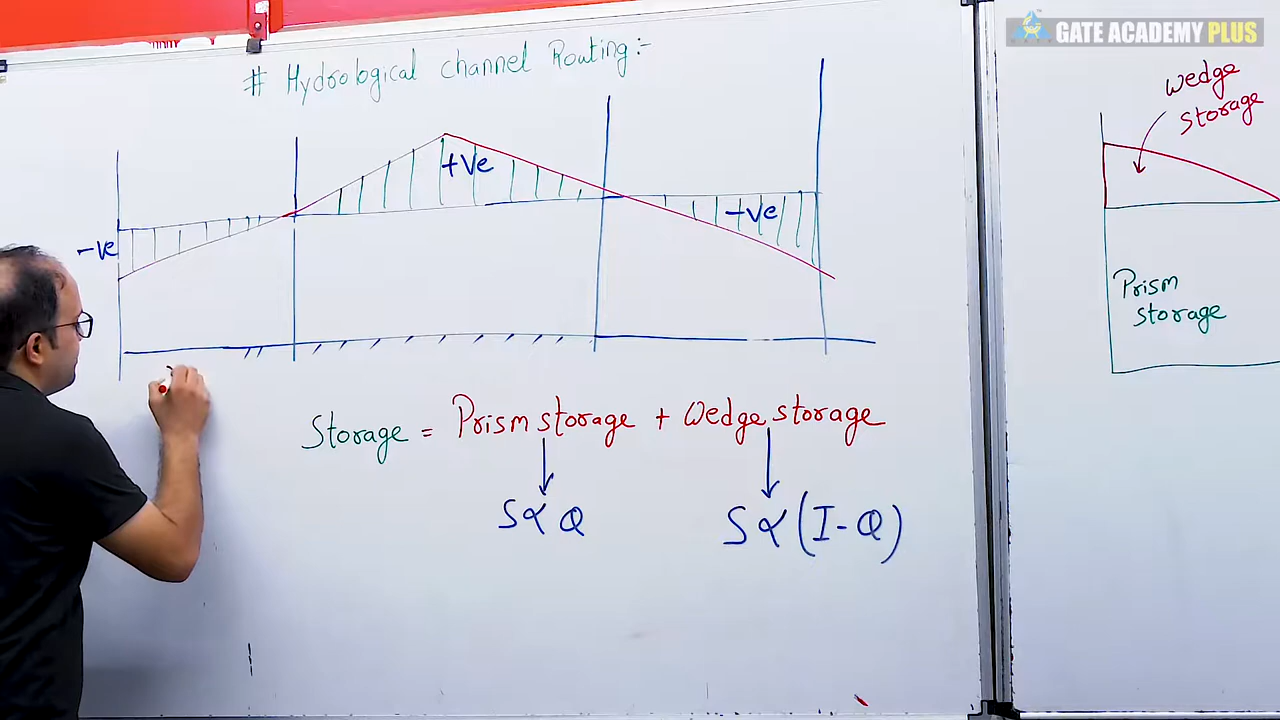 GATE ACADEMY PLUS
# Hydrological channel Routing:-
wedge
storage
+ve
-ve
-ve
Prism
storage
Storage = Prism storage + Wedge storage
S∝Q
S∝(I-Q)